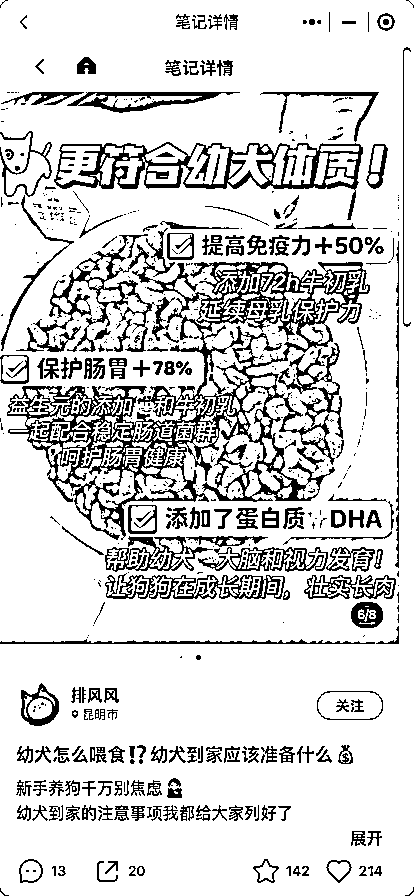 笔记详情
笔记详情
更符合幼犬体质!
提高免疫力+50%
添加72h牛初乳
延续母乳保护力
保护肠胃+78%
益生元的添加 和牛初乳
一起配合稳定肠道菌群
呵护肠胃健康
添加了蛋白质 DHA
帮助幼犬 大脑和视力发育!
让狗狗在成长期间，壮实长肉
6/8
排风风
昆明市
关注
幼犬怎么喂食⁉️幼犬到家应该准备什么💰
新手养狗千万别焦虑🙅‍♀️
幼犬到家的注意事项我都给大家列好了
展开
13
20
142
214